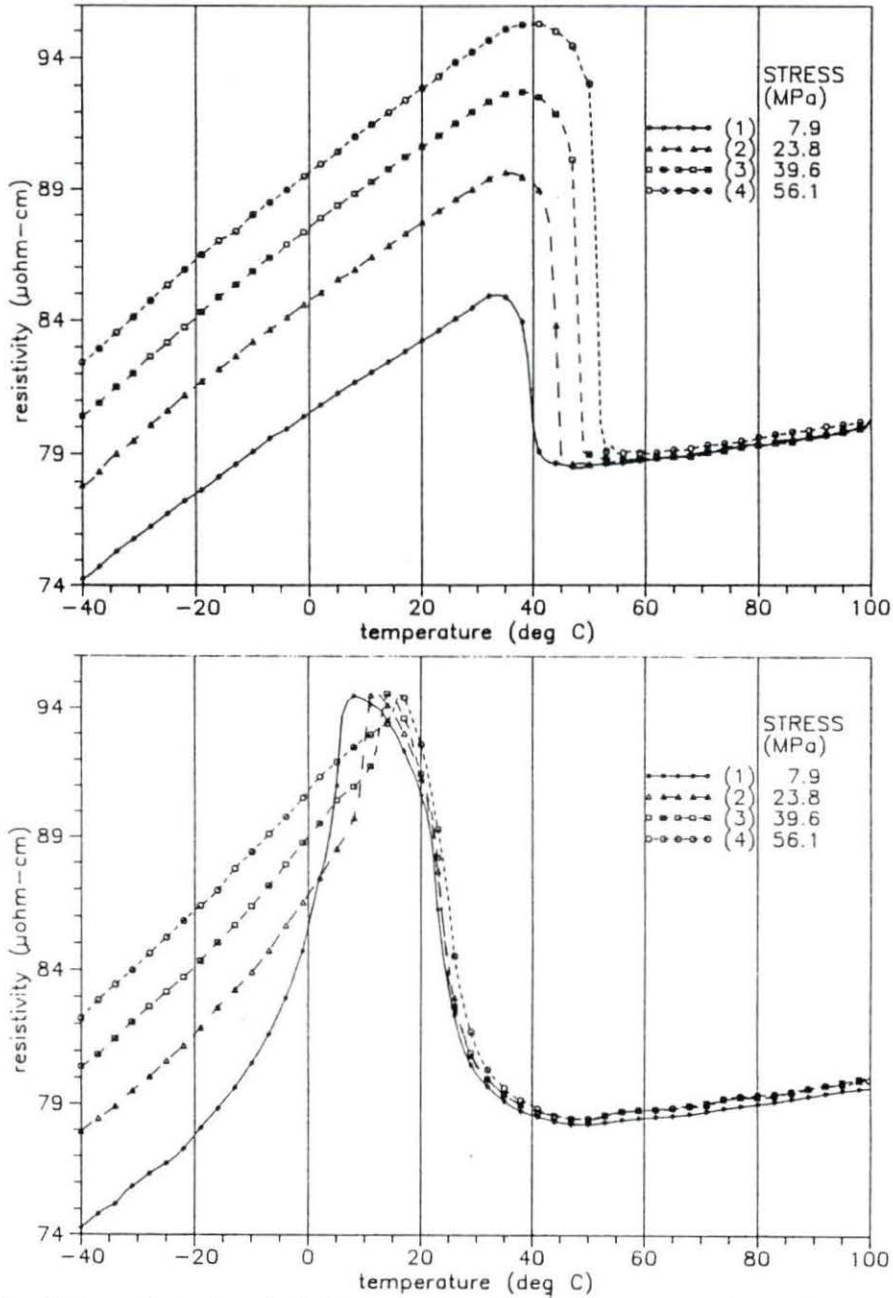 94
89
84
79
74
resistivity (μohm-cm)
STRESS
(MPa)
(1) 7.9
(2) 23.8
(3) 39.6
(4) 56.1
-40 -20 0 20 40 60 80 100
temperature (deg C)
94
89
84
79
74
resistivity (μohm-cm)
STRESS
(MPa)
(1) 7.9
(2) 23.8
(3) 39.6
(4) 56.1
-40 -20 0 20 40 60 80 100
temperature (deg C)